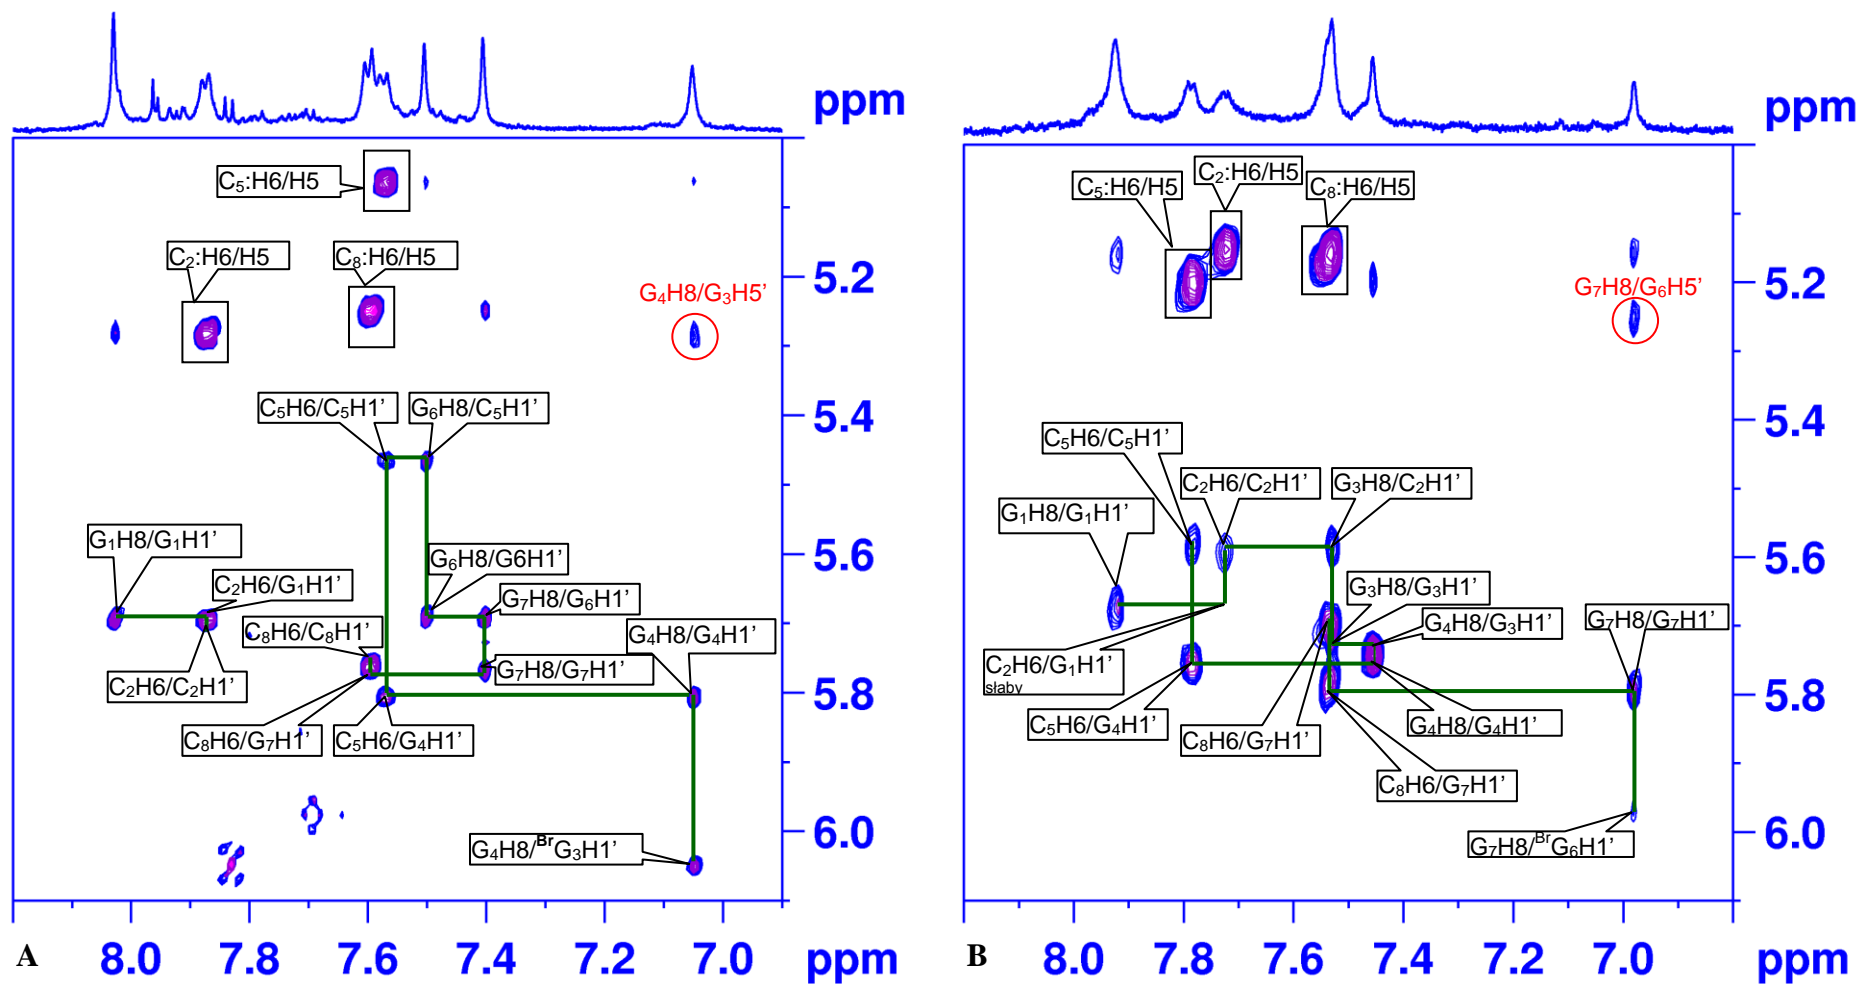 ppm
C₅:H6/H5
C₂:H6/H5
C₈:H6/H5
G₄H8/G₃H5’
C₅H6/C₅H1’
G₆H8/C₅H1’
G₁H8/G₁H1’
C₂H6/G₁H1’
G₆H8/G6H1’
G₇H8/G₆H1’
C₈H6/C₈H1’
G₄H8/G₄H1’
C₂H6/C₂H1’
G₇H8/G₇H1’
C₈H6/G₇H1’
C₅H6/G₄H1’
G₄H8/ᴮʳG₃H1’
5.2
5.4
5.6
5.8
6.0
A
8.0 7.8 7.6 7.4 7.2 7.0 ppm
ppm
C₅:H6/H5
C₂:H6/H5
C₈:H6/H5
G₇H8/G₆H5’
C₅H6/C₅H1’
C₂H6/C₂H1’
G₃H8/C₂H1’
G₁H8/G₁H1’
G₃H8/G₃H1’
G₄H8/G₃H1’
G₇H8/G₇H1’
C₂H6/G₁H1’
słaby
C₅H6/G₄H1’
C₈H6/G₇H1’
G₄H8/G₄H1’
C₈H6/G₇H1’
G₇H8/ᴮʳG₆H1’
5.2
5.4
5.6
5.8
6.0
B
8.0 7.8 7.6 7.4 7.2 7.0 ppm